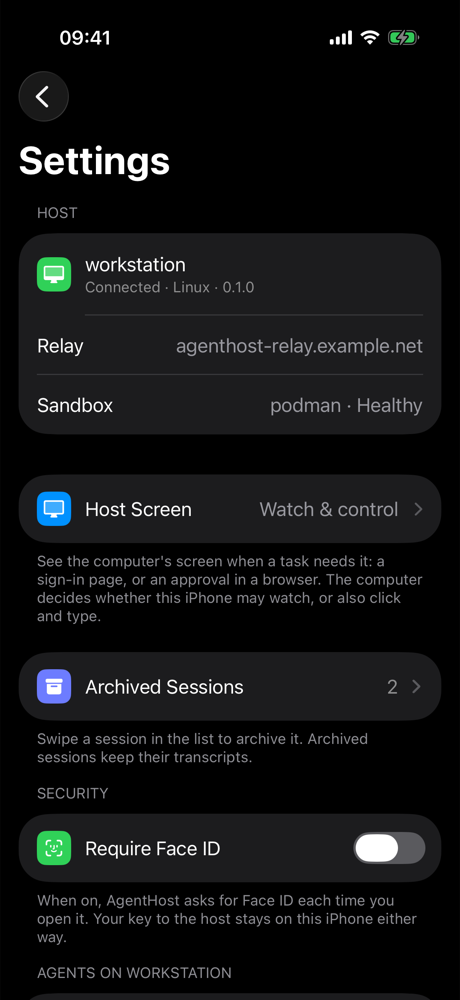 09:41
Settings
HOST
workstation
Connected · Linux · 0.1.0
Relay agenthost-relay.example.net
Sandbox podman · Healthy
Host Screen Watch & control
See the computer's screen when a task needs it: a
sign-in page, or an approval in a browser. The computer
decides whether this iPhone may watch, or also click
and type.
Archived Sessions 2
Swipe a session in the list to archive it. Archived
sessions keep their transcripts.
SECURITY
Require Face ID
When on, AgentHost asks for Face ID each time you
open it. Your key to the host stays on this iPhone either
way.
AGENTS ON WORKSTATION